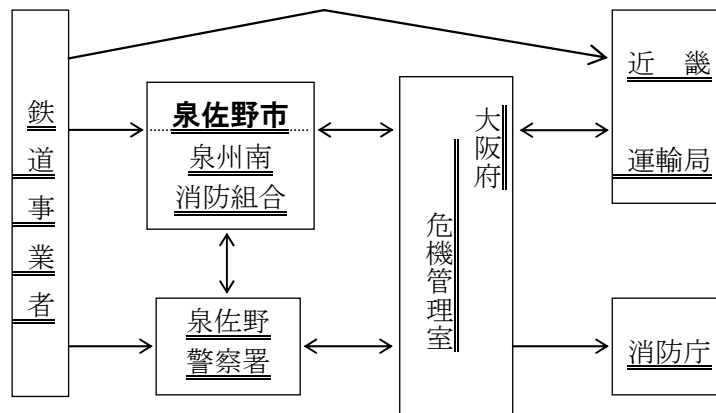 鉄道事業者
泉佐野市
泉州南
消防組合
泉佐野
警察署
大阪府
危機管理室
近　畿
運輸局
消防庁